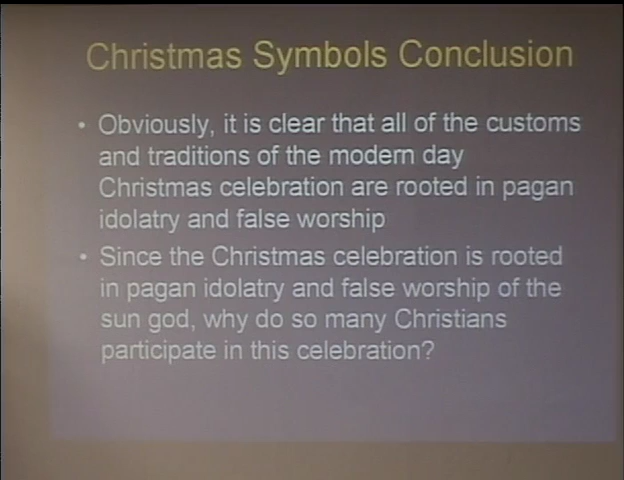 Christmas Symbols Conclusion
• Obviously, it is clear that all of the customs
and traditions of the modern day
Christmas celebration are rooted in pagan
idolatry and false worship
• Since the Christmas celebration is rooted
in pagan idolatry and false worship of the
sun god, why do so many Christians
participate in this celebration?